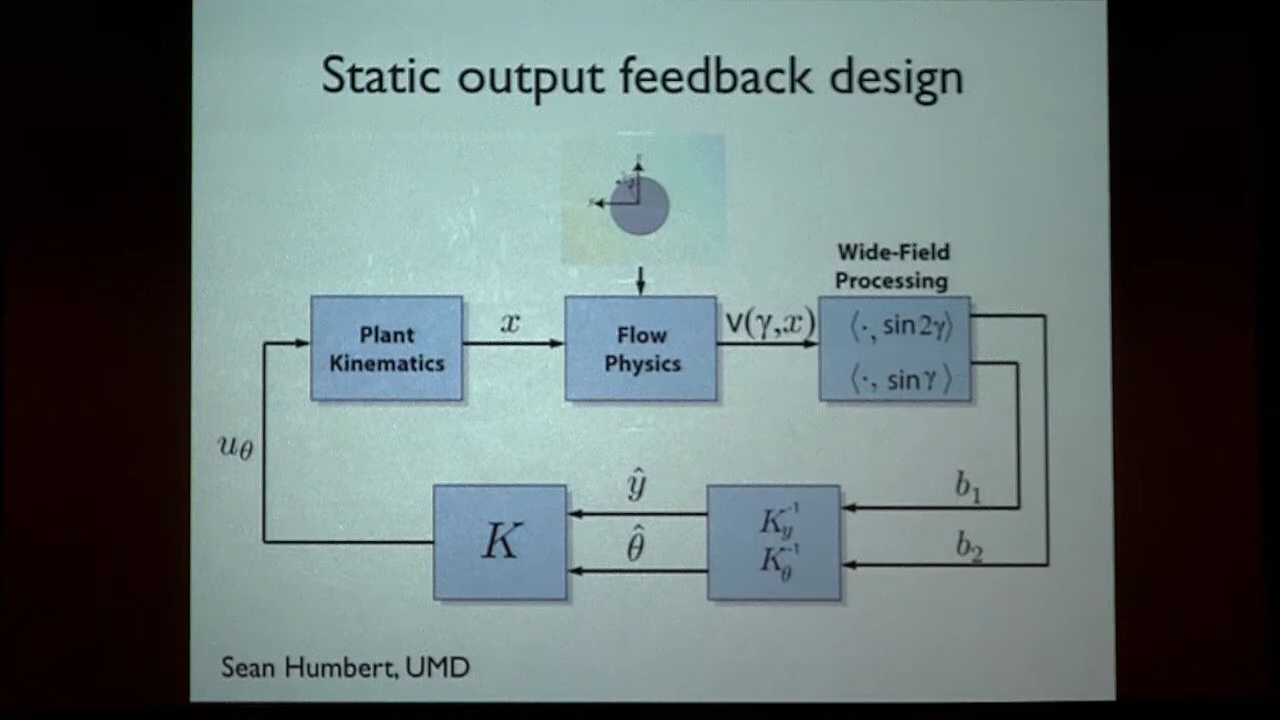 Static output feedback design
Wide-Field
Processing
Plant
Kinematics
x
Flow
Physics
v(γ,x)
⟨·, sin 2γ⟩
⟨·, sin γ⟩
u_θ
K
ŷ
θ̂
K_y^-1
K_θ^-1
b_1
b_2
Sean Humbert, UMD